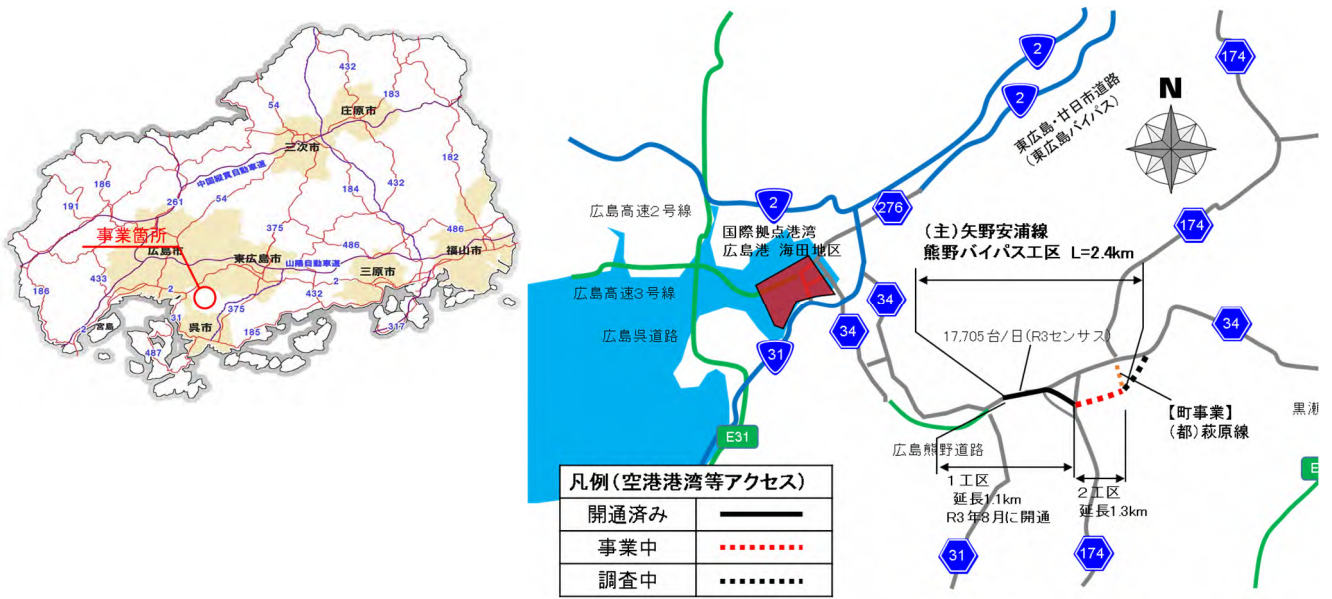 432
183
54
庄原市
三次市
182
中国縦貫自動車道
186
184
432
191
54
261
375
事業箇所
広島市
486
486
東広島市
山陽自動車道
福山市
433
三原市
186
2
2
375
432
31
2
宮島
呉市
185
317
487
2
174
2
東広島・廿日市道路
(東広島バイパス)
N
広島高速2号線
2
276
174
国際拠点港湾
広島港 海田地区
(主)矢野安浦線
熊野バイパス工区 L=2.4km
広島高速3号線
34
34
34
広島呉道路
31
17,705台/日(R3センサス)
【町事業】
(都)萩原線
黒瀬
E31
広島熊野道路
1工区
延長1.1km
R3年8月に開通
2工区
延長1.3km
31
174
凡例(空港港湾等アクセス)
開通済み
事業中
調査中